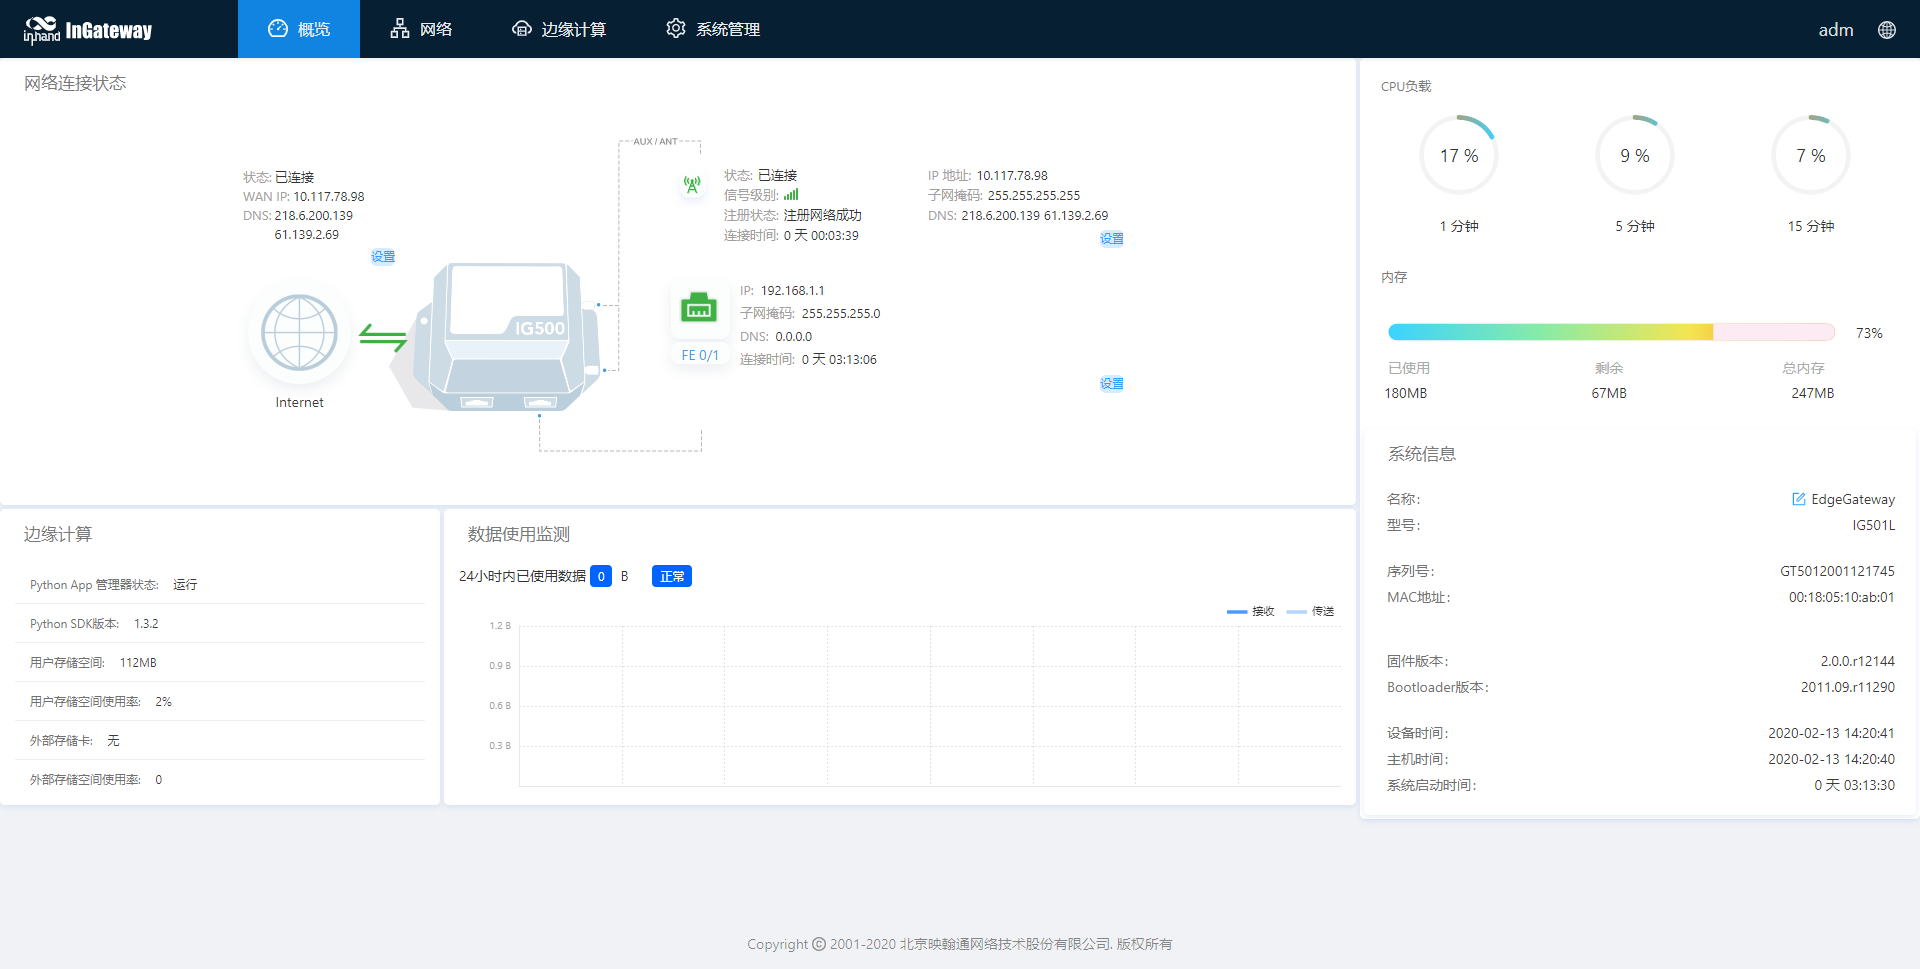 inhand InGateway
概览
网络
边缘计算
系统管理
adm
网络连接状态
状态: 已连接
WAN IP: 10.117.78.98
DNS: 218.6.200.139
61.139.2.69
设置
Internet
IG500
AUX / ANT
状态: 已连接
信号级别:
注册状态: 注册网络成功
连接时间: 0 天 00:03:39
IP 地址: 10.117.78.98
子网掩码: 255.255.255.255
DNS: 218.6.200.139 61.139.2.69
设置
FE 0/1
IP: 192.168.1.1
子网掩码: 255.255.255.0
DNS: 0.0.0.0
连接时间: 0 天 03:13:06
设置
边缘计算
Python App 管理器状态: 运行
Python SDK版本: 1.3.2
用户存储空间: 112MB
用户存储空间使用率: 2%
外部存储卡: 无
外部存储空间使用率: 0
数据使用监测
24小时内已使用数据 0 B 正常
接收 传送
1.2 B
0.9 B
0.6 B
0.3 B
CPU负载
17 % 9 % 7 %
1 分钟 5 分钟 15 分钟
内存
73%
已使用 剩余 总内存
180MB 67MB 247MB
系统信息
名称: EdgeGateway
型号: IG501L
序列号: GT5012001121745
MAC地址: 00:18:05:10:ab:01
固件版本: 2.0.0.r12144
Bootloader版本: 2011.09.r11290
设备时间: 2020-02-13 14:20:41
主机时间: 2020-02-13 14:20:40
系统启动时间: 0 天 03:13:30
Copyright © 2001-2020 北京映翰通网络技术股份有限公司. 版权所有